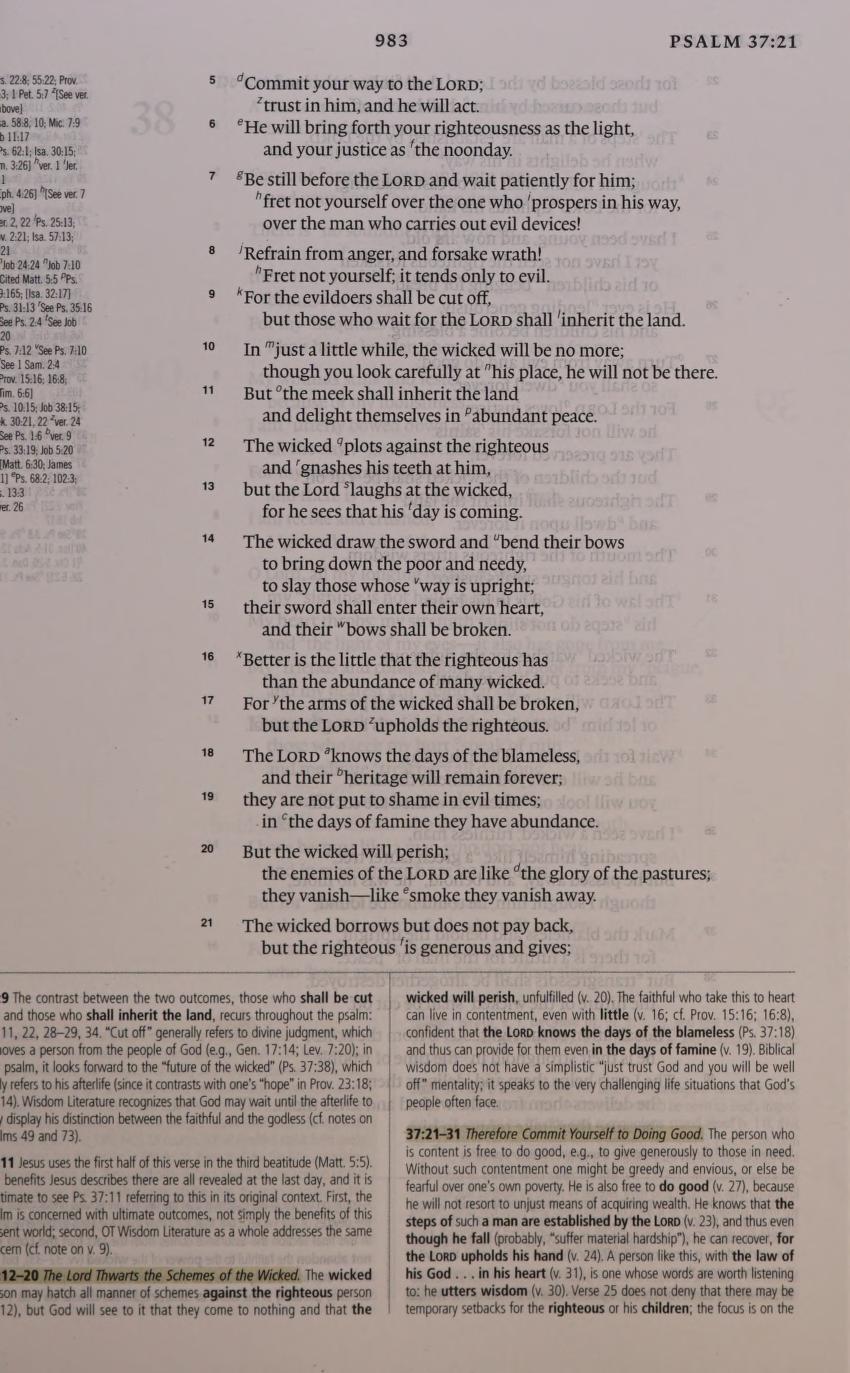 983
PSALM 37:21
s. 22:8; 55:22; Prov.
3; 1 Pet. 5:7 z[See ver.
bove]
a. 58:8, 10; Mic. 7:9
b 11:17
Ps. 62:1; Isa. 30:15;
m. 3:26] hver. 1 iJer.
1
ph. 4:26] h[See ver. 7
ove]
er. 2, 22 lPs. 25:13;
v. 2:21; Isa. 57:13;
21
Job 24:24 nJob 7:10
Cited Matt. 5:5 pPs.
9:165; [Isa. 32:17]
Ps. 31:13 rSee Ps. 35:16
See Ps. 2:4 tSee Job
20
Ps. 7:12 vSee Ps. 7:10
See 1 Sam. 2:4
Prov. 15:16; 16:8;
Tim. 6:6]
Ps. 10:15; Job 38:15;
k. 30:21, 22 zver. 24
See Ps. 1:6 bver. 9
Ps. 33:19; Job 5:20
[Matt. 6:30; James
1] ePs. 68:2; 102:3;
. 13:3
ver. 26
5 dCommit your way to the LORD;
ztrust in him, and he will act.
6 eHe will bring forth your righteousness as the light,
and your justice as fthe noonday.
7 gBe still before the LORD and wait patiently for him;
hfret not yourself over the one who iprospers in his way,
over the man who carries out evil devices!
8 jRefrain from anger, and forsake wrath!
hFret not yourself; it tends only to evil.
9 kFor the evildoers shall be cut off,
but those who wait for the LORD shall linherit the land.
10 In mjust a little while, the wicked will be no more;
though you look carefully at nhis place, he will not be there.
11 But othe meek shall inherit the land
and delight themselves in pabundant peace.
12 The wicked qplots against the righteous
and rgnashes his teeth at him,
13 but the Lord slaughs at the wicked,
for he sees that his tday is coming.
14 The wicked draw the sword and ubend their bows
to bring down the poor and needy,
to slay those whose vway is upright;
15 their sword shall enter their own heart,
and their wbows shall be broken.
16 xBetter is the little that the righteous has
than the abundance of many wicked.
17 For ythe arms of the wicked shall be broken,
but the LORD zupholds the righteous.
18 The LORD aknows the days of the blameless,
and their bheritage will remain forever;
19 they are not put to shame in evil times;
in cthe days of famine they have abundance.
20 But the wicked will perish;
the enemies of the LORD are like dthe glory of the pastures;
they vanish—like esmoke they vanish away.
21 The wicked borrows but does not pay back,
but the righteous fis generous and gives;
9 The contrast between the two outcomes, those who shall be cut
and those who shall inherit the land, recurs throughout the psalm:
11, 22, 28–29, 34. “Cut off” generally refers to divine judgment, which
oves a person from the people of God (e.g., Gen. 17:14; Lev. 7:20); in
psalm, it looks forward to the “future of the wicked” (Ps. 37:38), which
ly refers to his afterlife (since it contrasts with one’s “hope” in Prov. 23:18;
14). Wisdom Literature recognizes that God may wait until the afterlife to
display his distinction between the faithful and the godless (cf. notes on
lms 49 and 73).
11 Jesus uses the first half of this verse in the third beatitude (Matt. 5:5).
benefits Jesus describes there are all revealed at the last day, and it is
timate to see Ps. 37:11 referring to this in its original context. First, the
lm is concerned with ultimate outcomes, not simply the benefits of this
sent world; second, OT Wisdom Literature as a whole addresses the same
cern (cf. note on v. 9).
12–20 The Lord Thwarts the Schemes of the Wicked. The wicked
son may hatch all manner of schemes against the righteous person
12), but God will see to it that they come to nothing and that the
wicked will perish, unfulfilled (v. 20). The faithful who take this to heart
can live in contentment, even with little (v. 16; cf. Prov. 15:16; 16:8),
confident that the LORD knows the days of the blameless (Ps. 37:18)
and thus can provide for them even in the days of famine (v. 19). Biblical
wisdom does not have a simplistic “just trust God and you will be well
off” mentality; it speaks to the very challenging life situations that God’s
people often face.
37:21–31 Therefore Commit Yourself to Doing Good. The person who
is content is free to do good, e.g., to give generously to those in need.
Without such contentment one might be greedy and envious, or else be
fearful over one’s own poverty. He is also free to do good (v. 27), because
he will not resort to unjust means of acquiring wealth. He knows that the
steps of such a man are established by the LORD (v. 23), and thus even
though he fall (probably, “suffer material hardship”), he can recover, for
the LORD upholds his hand (v. 24). A person like this, with the law of
his God . . . in his heart (v. 31), is one whose words are worth listening
to: he utters wisdom (v. 30). Verse 25 does not deny that there may be
temporary setbacks for the righteous or his children; the focus is on the